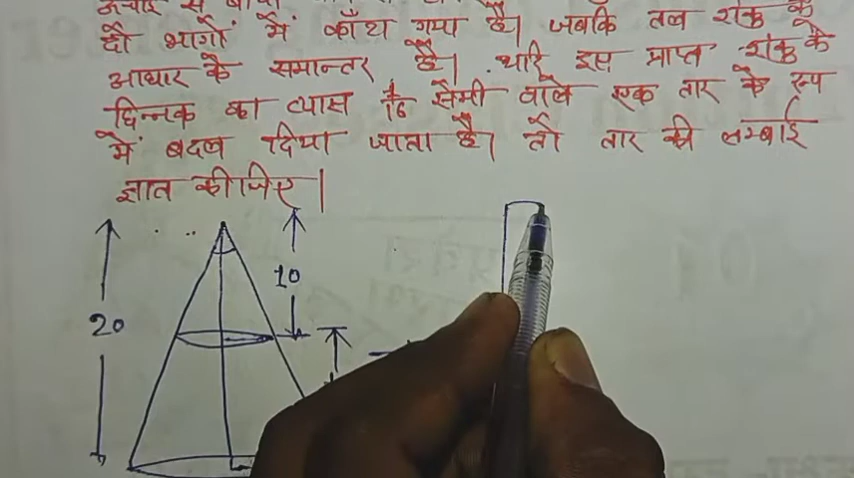 दो भागों में काँटा गया है। जबकि तल शंकु के
आधार के समान्तर है। यदि इस प्राप्त शंकु के
छिन्नक को व्यास 1/16 सेमी वाले एक तार के रूप
में बदल दिया जाता है। तो तार की लम्बाई
ज्ञात कीजिए।
10
20